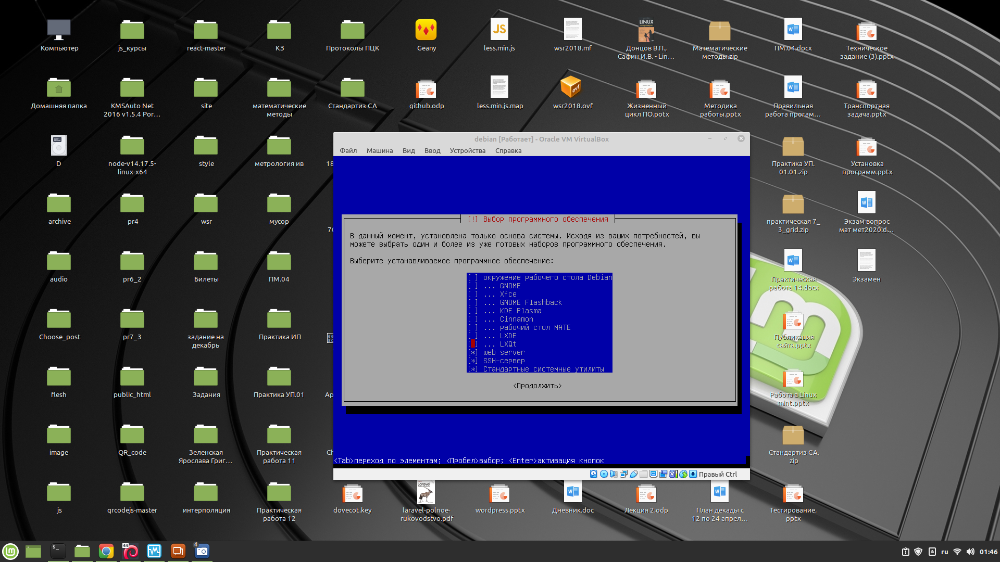 Компьютер
js_курсы
react-master
КЗ
Протоколы ПЦК
Geany
JS
less.min.js
wsr2018.mf
LINUX
Донцов В.П.,
Сафин И.В. - Lin...
Математические
методы.zip
ПМ.04.docx
Техническое
задание (3).pptx
Домашняя папка
KMSAuto Net
2016 v1.5.4 Por...
site
математические
методы
Стандартиз СА
github.odp
less.min.js.map
ovf
wsr2018.ovf
Жизненный
цикл ПО.potx
Методика
работы.pptx
Правильная
работа програм...
Транспортная
задача.pptx
D
node-v14.17.5-
linux-x64
style
метрология ив
18
Практика УП.
01.01.zip
Установка
программ.pptx
archive
pr4
wsr
мусор
70
практическая 7_
3_grid.zip
Экзам вопрос
мат мет2020.d...
audio
pr6_2
Билеты
ПМ.04
Практическая
работа 14.docx
Экзамен
Choose_post
pr7_3
задание на
декабрь
Практика ИП
Публикация
сайта.pptx
flesh
public_html
Задания
Практика УП.01
Ap
Работа в Linux
mint.pptx
image
QR_code
Зеленская
Ярослава Григ...
Практическая
работа 11
Ch
Стандартиз СА.
zip
js
qrcodejs-master
интерполяция
Практическая
работа 12
dovecot.key
Laravel
laravel-polnoe-
rukovodstvo.pdf
wordpress.pptx
Дневник.doc
Лекция 2.odp
План декады с
12 по 24 апрел...
Тестирование.
pptx
debian [Работает] - Oracle VM VirtualBox
Файл Машина Вид Ввод Устройства Справка
[!] Выбор программного обеспечения
В данный момент, установлена только основа системы. Исходя из ваших потребностей, вы
можете выбрать один и более из уже готовых наборов программного обеспечения.
Выберите устанавливаемое программное обеспечение:
[ ] окружение рабочего стола Debian
[ ] ... GNOME
[ ] ... Xfce
[ ] ... GNOME Flashback
[ ] ... KDE Plasma
[ ] ... Cinnamon
[ ] ... рабочий стол MATE
[ ] ... LXDE
[ ] ... LXQt
[*] web server
[*] SSH-сервер
[*] Стандартные системные утилиты
<Продолжить>
<Tab>переход по элементам; <Пробел>выбор; <Enter>активация кнопок
Правый Ctrl
64
4
ru
01:46